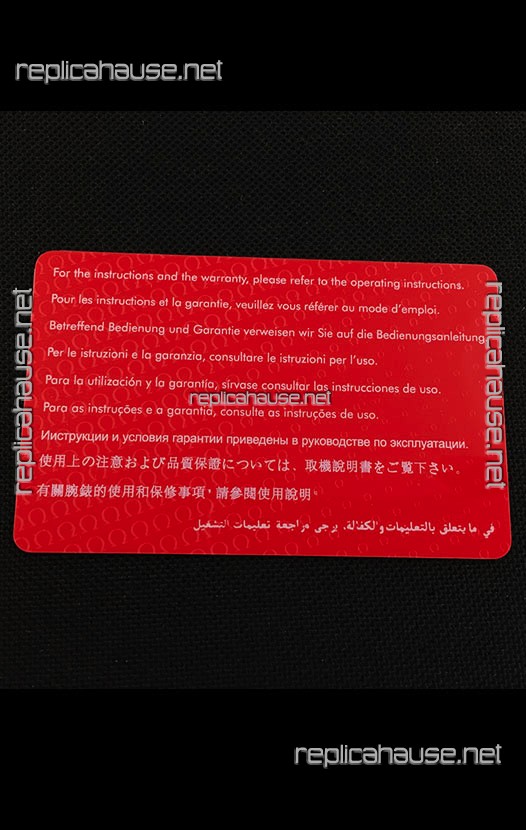 replicahause.net
For the instructions and the warranty, please refer to the operating instructions.
Pour les instructions et la garantie, veuillez vous référer au mode d'emploi.
Betreffend Bedienung und Garantie verweisen wir Sie auf die Bedienungsanleitung
Per le istruzioni e la garanzia, consultare le istruzioni per l'uso.
Para la utilización y la garantía, sírvase consultar las instrucciones de uso.
replicahause.net
Para as instruções e a garantia, consulte as instruções de uso.
Инструкции и условия гарантии приведены в руководстве по эксплуатации.
使用上の注意および品質保證については、取機說明書をご覽下さい。
有關腕錶的使用和保修事項，請參閱使用說明。
في ما يتعلق بالتعليمات والكفالة، يرجى مراجعة تعليمات التشغيل
replicahause.net
replicahause.net
replicahause.net